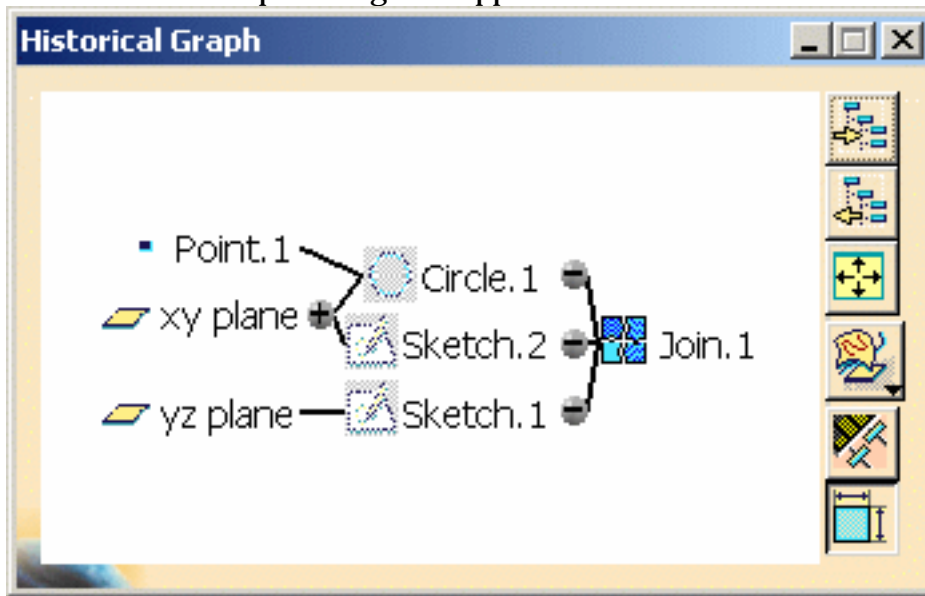 Historical Graph
Point.1
Circle.1
xy plane
Sketch.2
Join.1
yz plane
Sketch.1